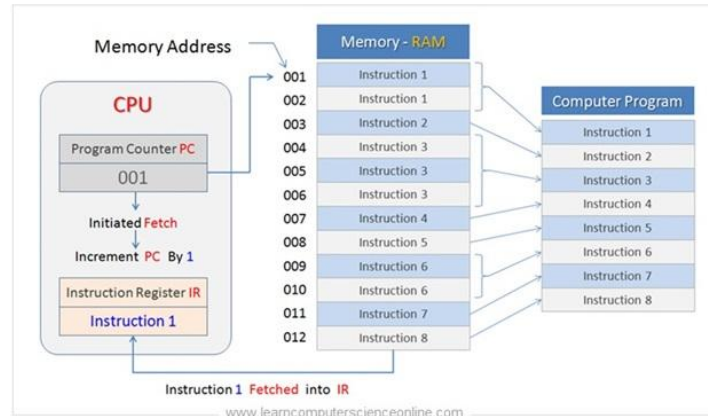 Memory Address
Memory - RAM
001 Instruction 1
002 Instruction 1
003 Instruction 2
004 Instruction 3
005 Instruction 3
006 Instruction 3
007 Instruction 4
008 Instruction 5
009 Instruction 6
010 Instruction 6
011 Instruction 7
012 Instruction 8
CPU
Program Counter PC
001
Initiated Fetch
Increment PC By 1
Instruction Register IR
Instruction 1
Computer Program
Instruction 1
Instruction 2
Instruction 3
Instruction 4
Instruction 5
Instruction 6
Instruction 7
Instruction 8
Instruction 1 Fetched into IR
www.learncomputerscienceonline.com